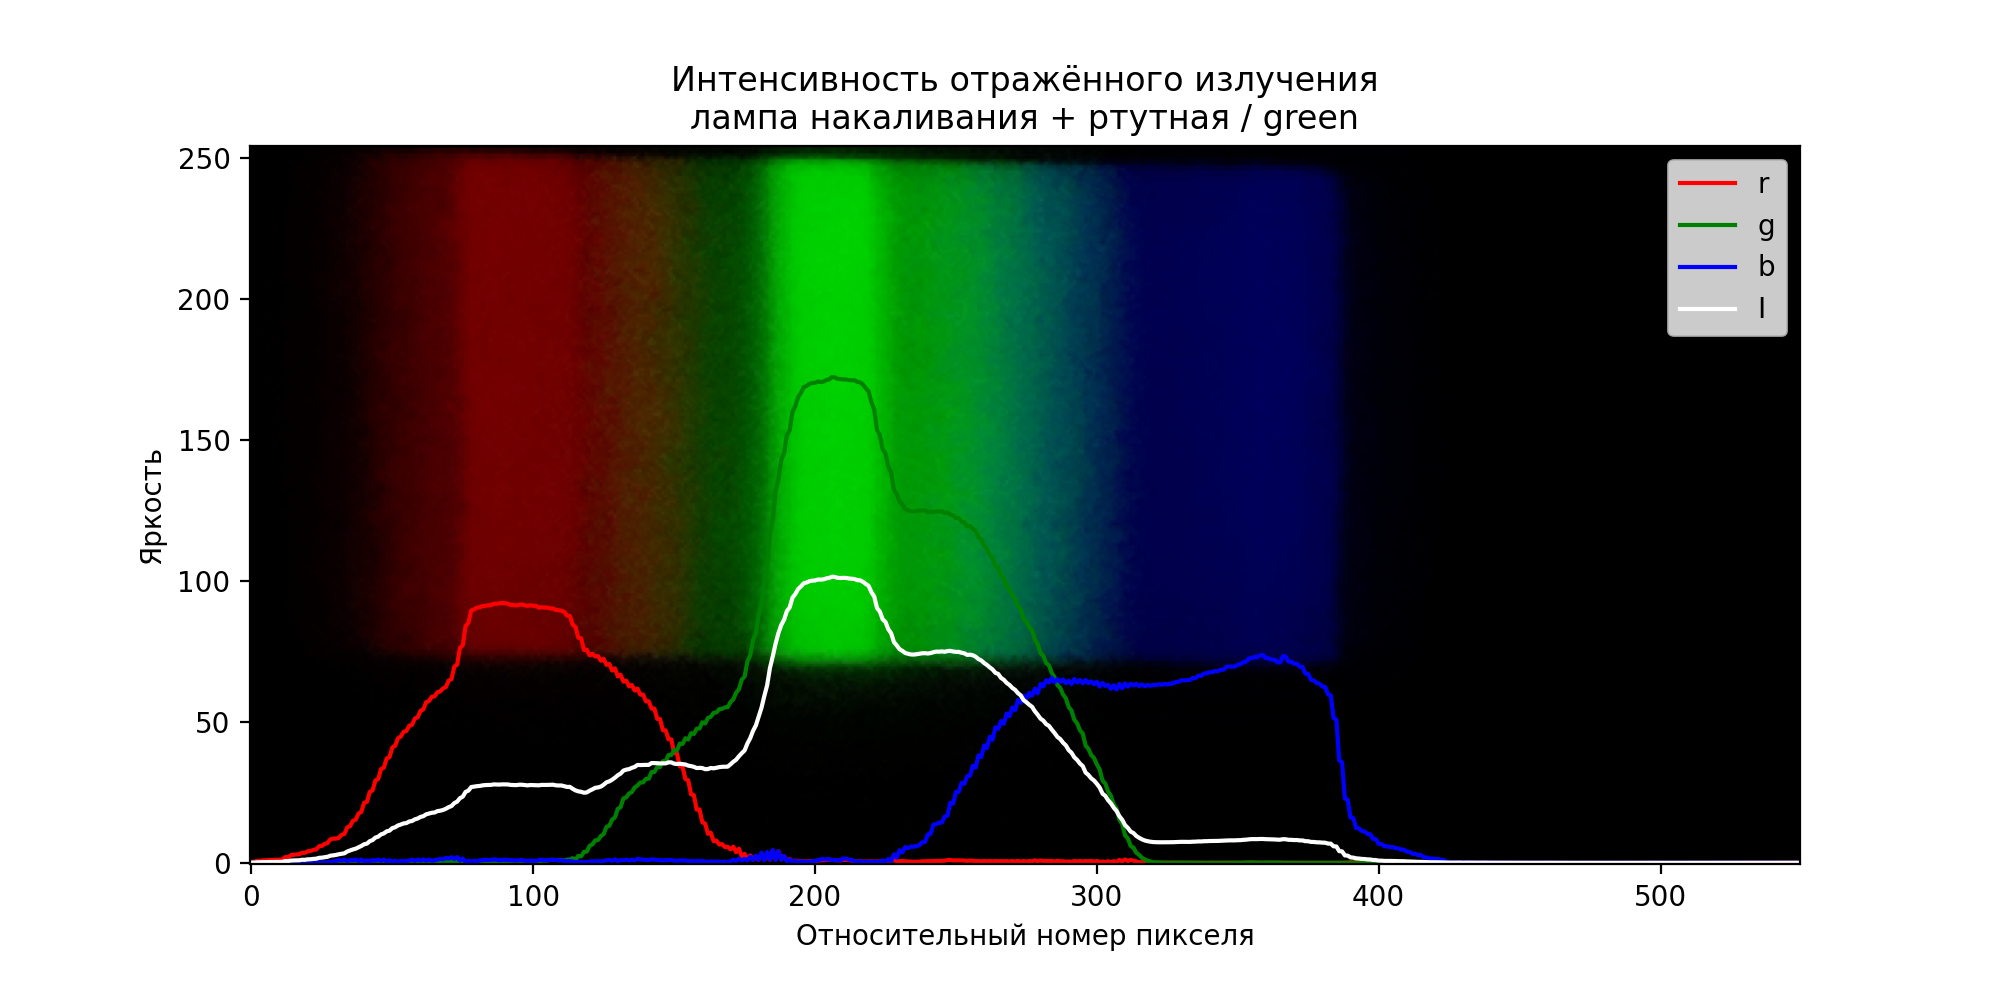 Интенсивность отражённого излучения
лампа накаливания + ртутная / green
250
200
150
100
50
0
Яркость
r
g
b
l
0 100 200 300 400 500
Относительный номер пикселя